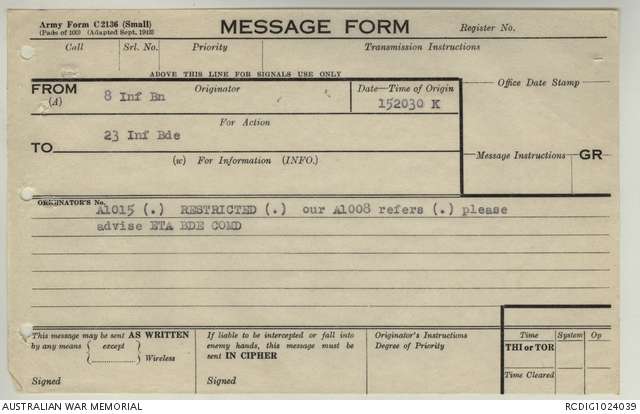 Army Form C2136 (Small)
(Pads of 100) (Adapted Sept. 1942)
MESSAGE FORM
Register No.
Call
Srl. No.
Priority
Transmission Instructions
ABOVE THIS LINE FOR SIGNALS USE ONLY
FROM
(A)
8 Inf Bn
Originator
Date—Time of Origin
152030 K
Office Date Stamp
For Action
23 Inf Bde
TO
(w) For Information (INFO.)
Message Instructions
GR
ORIGINATOR'S No.
A1015 (.) RESTRICTED (.) our A1008 refers (.) please
advise ETA BDE COMD
This message may be sent AS WRITTEN
by any means ( except )
(..............) Wireless
Signed
If liable to be intercepted or fall into
enemy hands, this message must be
sent IN CIPHER
Signed
Originator's Instructions
Degree of Priority
Time
System
Op
THI or TOR
Time Cleared
AUSTRALIAN WAR MEMORIAL
RCDIG1024039